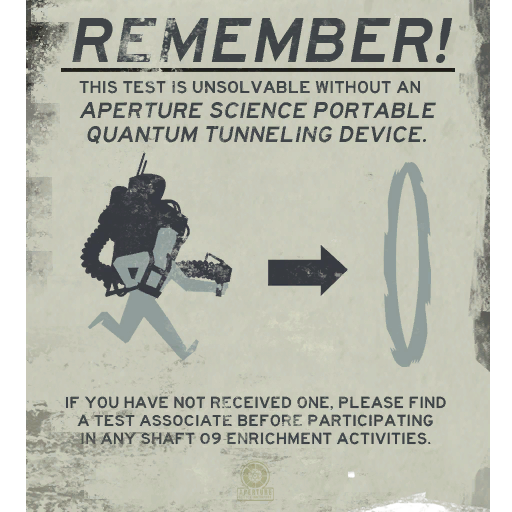 REMEMBER!
THIS TEST IS UNSOLVABLE WITHOUT AN
APERTURE SCIENCE PORTABLE
QUANTUM TUNNELING DEVICE.
IF YOU HAVE NOT RECEIVED ONE, PLEASE FIND
A TEST ASSOCIATE BEFORE PARTICIPATING
IN ANY SHAFT 09 ENRICHMENT ACTIVITIES.
APERTURE